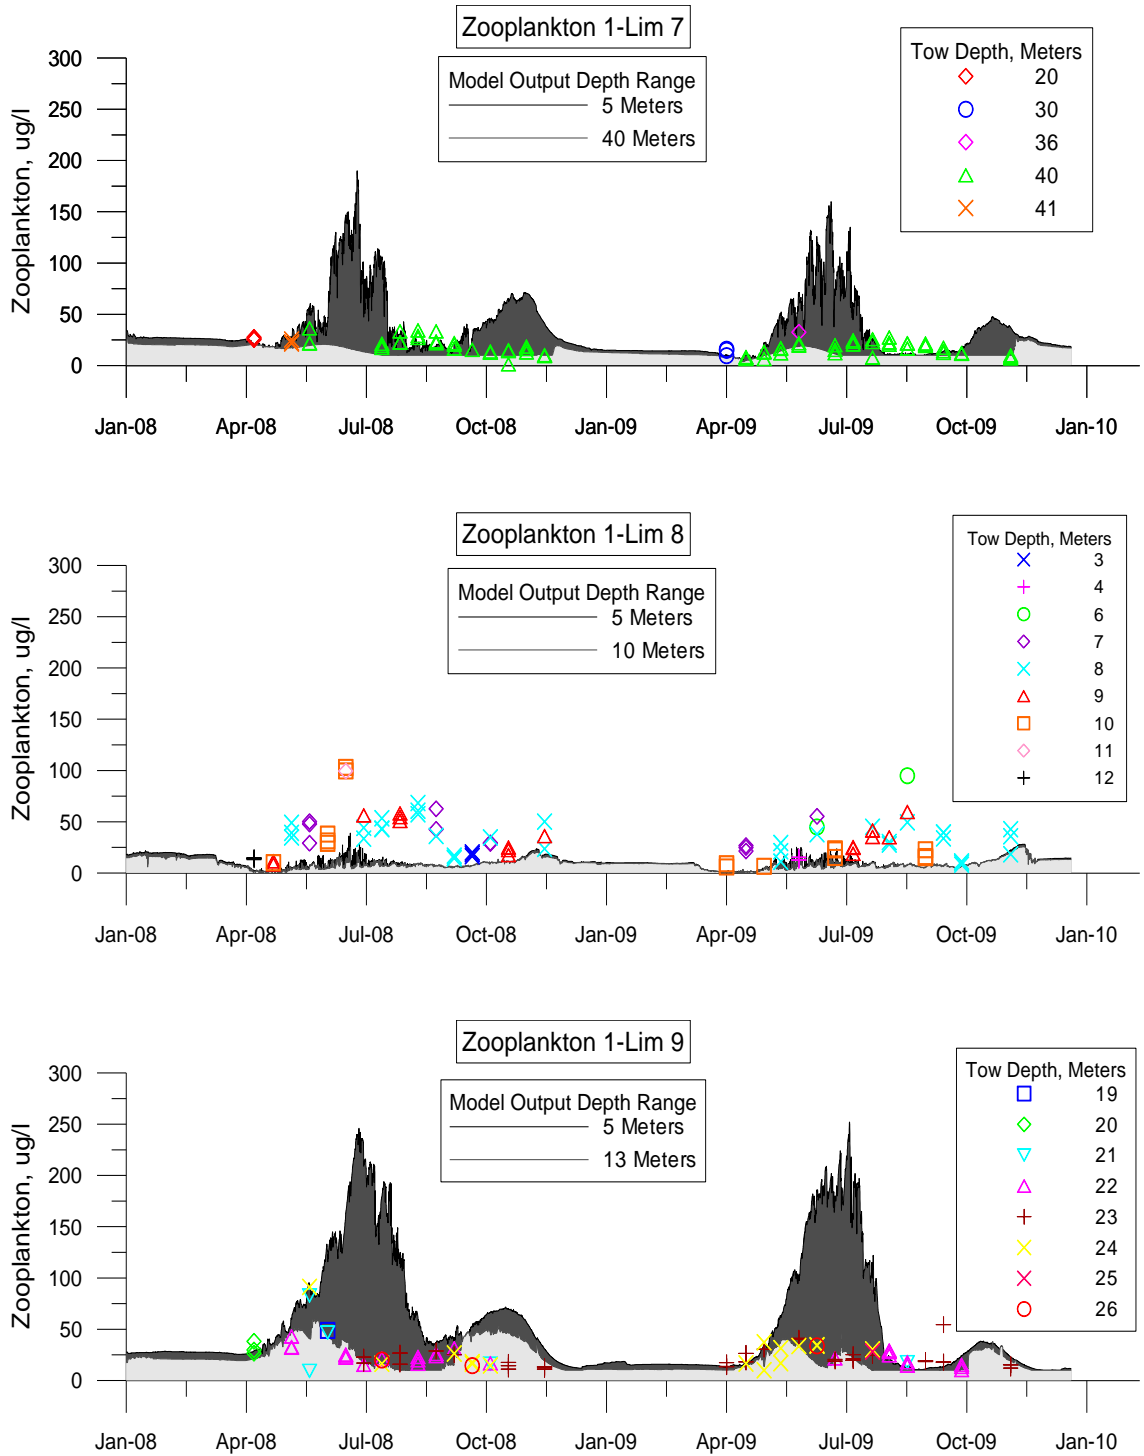 Zooplankton 1-Lim 7
Model Output Depth Range
5 Meters
40 Meters
Tow Depth, Meters
20
30
36
40
41
Zooplankton, ug/l
300
250
200
150
100
50
0
Jan-08 Apr-08 Jul-08 Oct-08 Jan-09 Apr-09 Jul-09 Oct-09 Jan-10
Zooplankton 1-Lim 8
Model Output Depth Range
5 Meters
10 Meters
Tow Depth, Meters
3
4
6
7
8
9
10
11
12
Zooplankton, ug/l
300
250
200
150
100
50
0
Jan-08 Apr-08 Jul-08 Oct-08 Jan-09 Apr-09 Jul-09 Oct-09 Jan-10
Zooplankton 1-Lim 9
Model Output Depth Range
5 Meters
13 Meters
Tow Depth, Meters
19
20
21
22
23
24
25
26
Zooplankton, ug/l
300
250
200
150
100
50
0
Jan-08 Apr-08 Jul-08 Oct-08 Jan-09 Apr-09 Jul-09 Oct-09 Jan-10